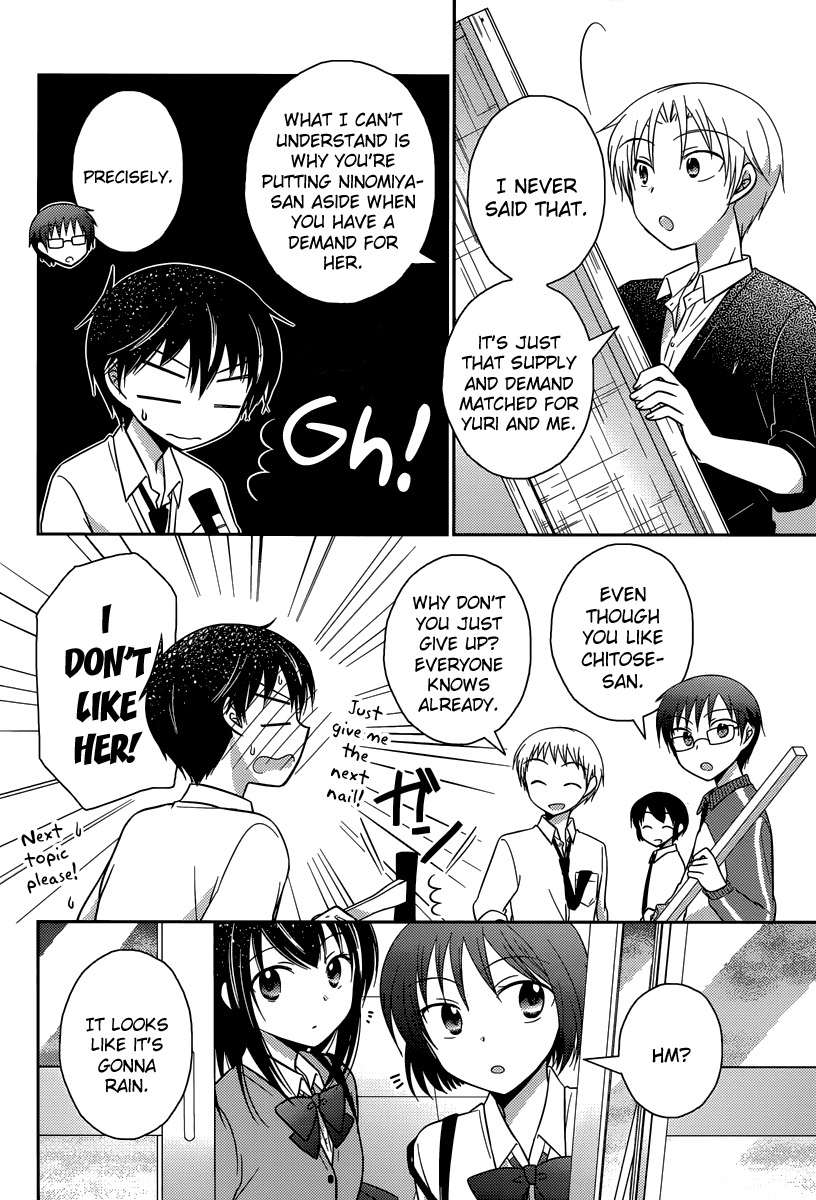 I NEVER
SAID THAT.
IT'S JUST
THAT SUPPLY
AND DEMAND
MATCHED FOR
YURI AND ME.
WHAT I CAN'T
UNDERSTAND IS
WHY YOU'RE
PUTTING NINOMIYA-
SAN ASIDE WHEN
YOU HAVE A
DEMAND FOR
HER.
PRECISELY.
Gh!
EVEN
THOUGH
YOU LIKE
CHITOSE-
SAN.
WHY DON'T
YOU JUST
GIVE UP?
EVERYONE
KNOWS
ALREADY.
Just
give me
the
next
nail!
ガン
I
DON'T
LIKE
HER!
Next
topic
please!
HM?
IT LOOKS
LIKE IT'S
GONNA
RAIN.